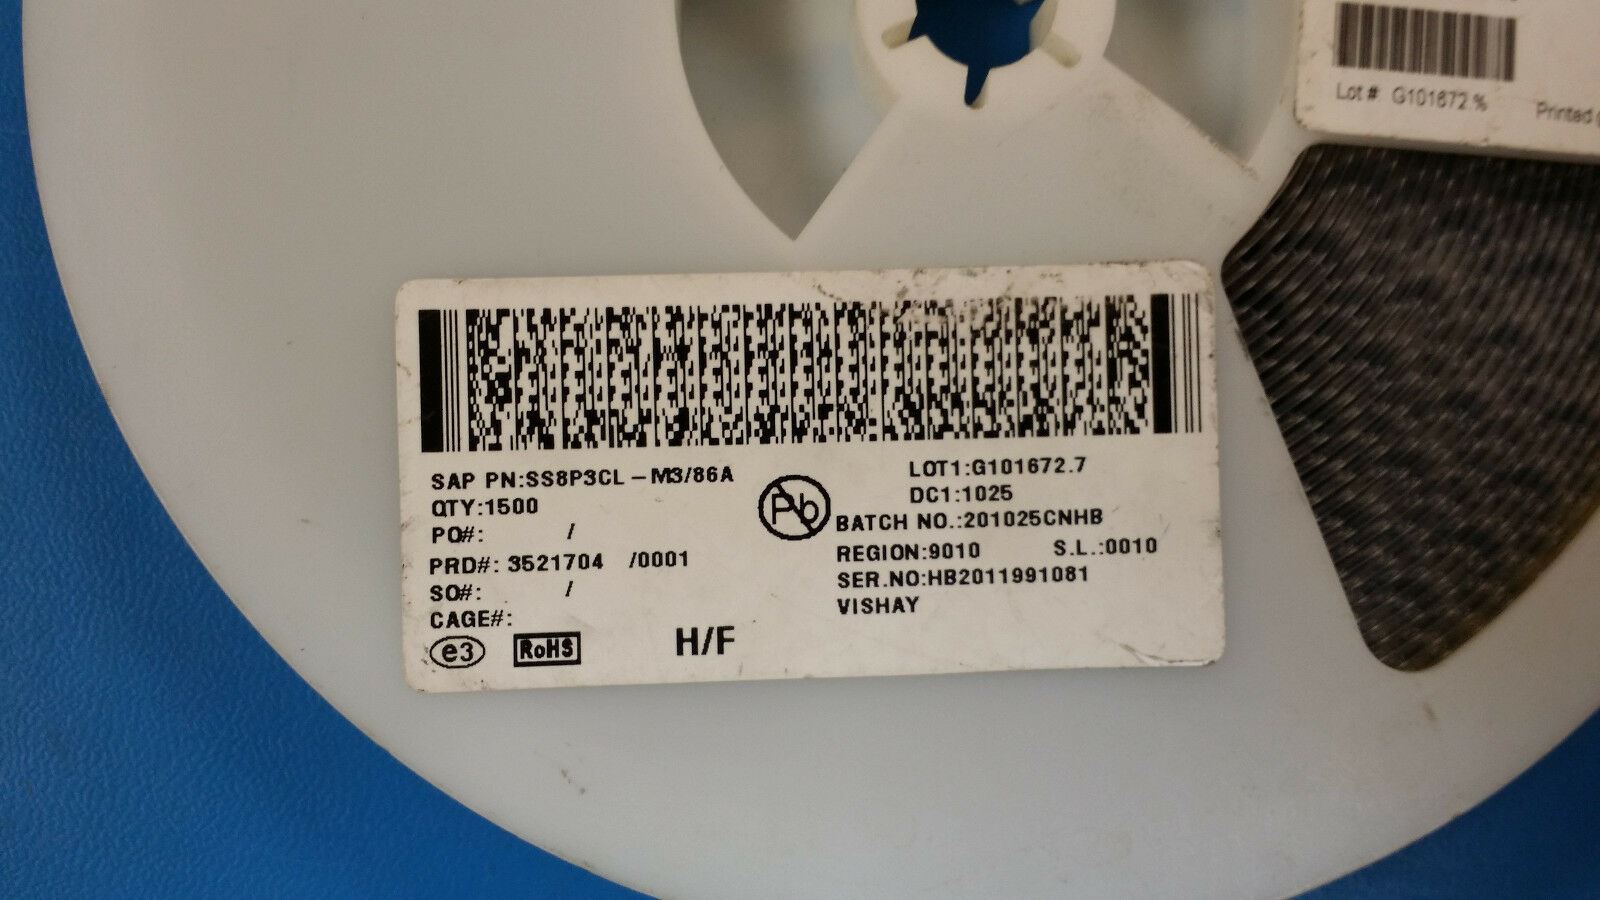 Lot # G101672 %
Printed
SAP PN:SS8P3CL-M3/86A
QTY:1500
PO#: /
PRD#: 3521704 /0001
SO#: /
CAGE#:
e3 RoHS H/F
Pb
LOT1:G101672.7
DC1:1025
BATCH NO.:201025CNHB
REGION:9010 S.L.:0010
SER.NO:HB2011991081
VISHAY